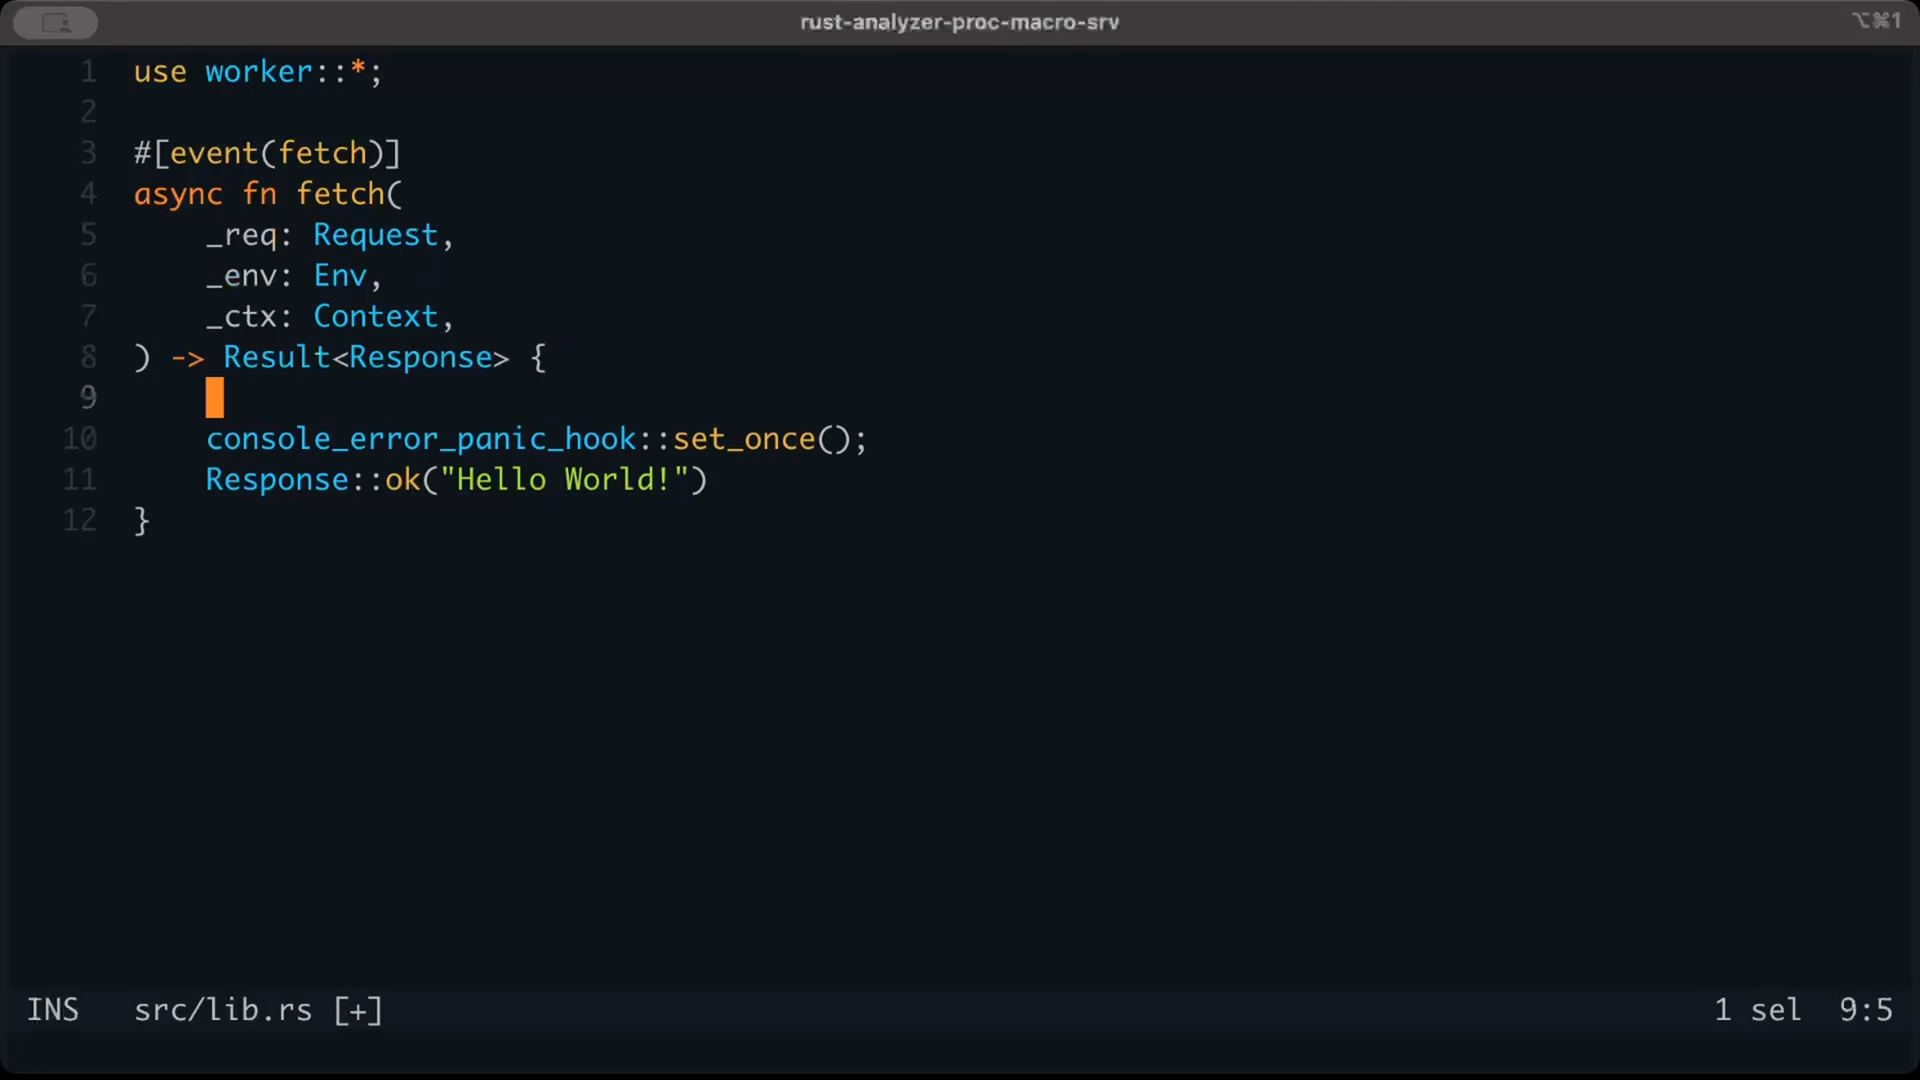 rust-analyzer-proc-macro-srv ⌥⌘1
1 use worker::*;
2
3 #[event(fetch)]
4 async fn fetch(
5     _req: Request,
6     _env: Env,
7     _ctx: Context,
8 ) -> Result<Response> {
9
10     console_error_panic_hook::set_once();
11     Response::ok("Hello World!")
12 }
INS src/lib.rs [+] 1 sel 9:5